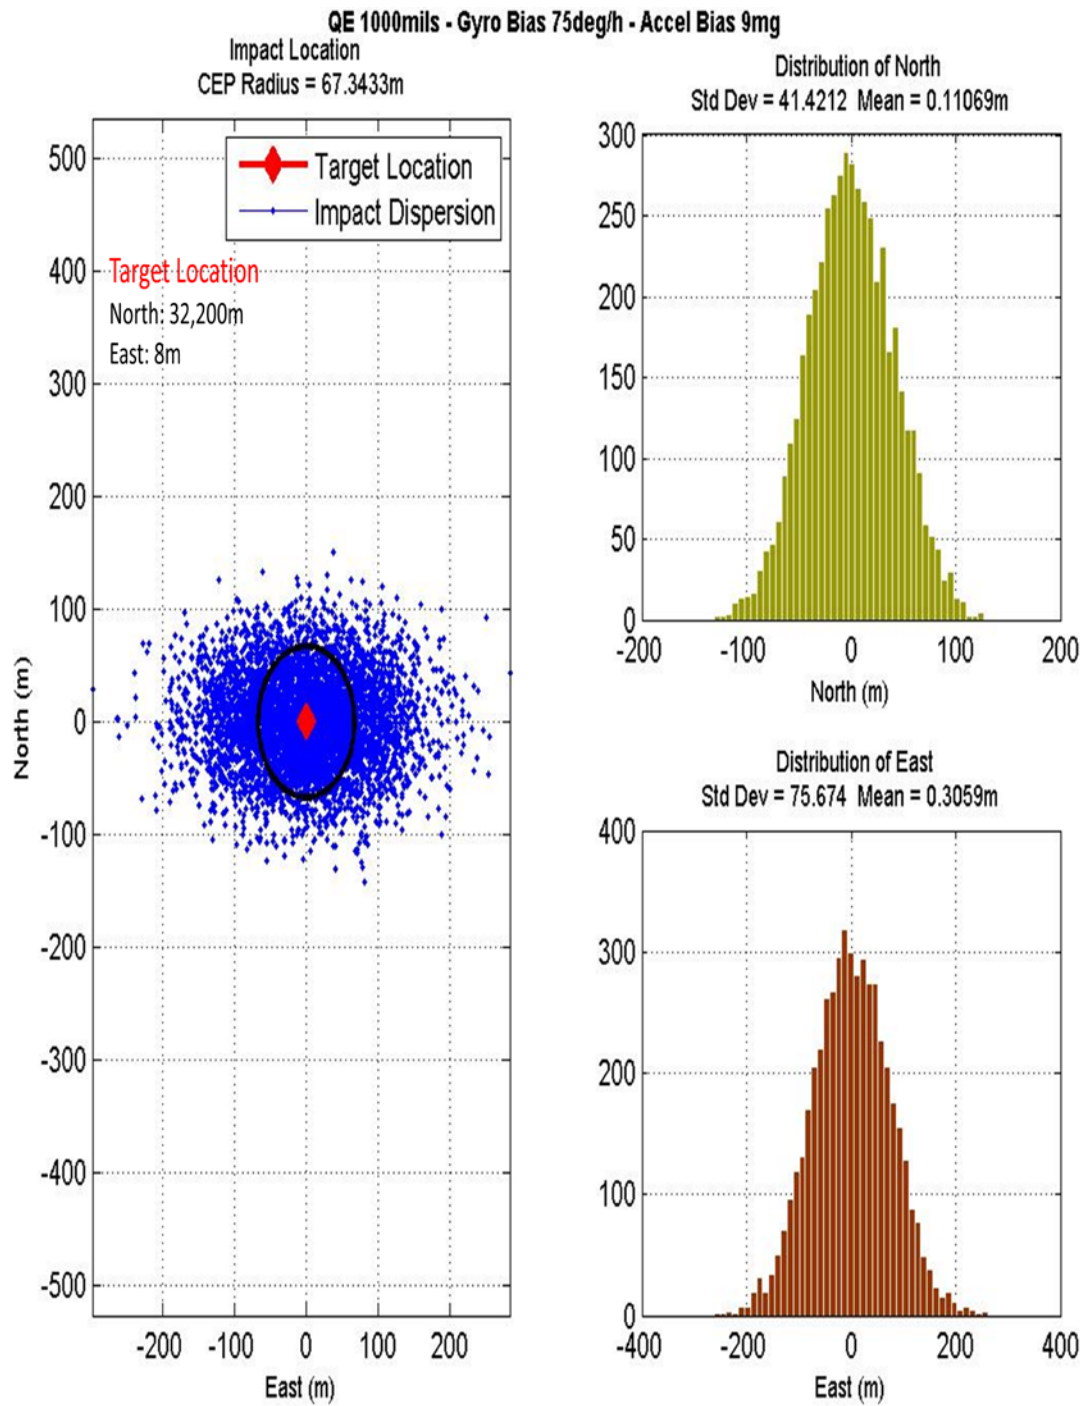 QE 1000mils - Gyro Bias 75deg/h - Accel Bias 9mg
Impact Location
CEP Radius = 67.3433m
500
400
300
200
100
0
-100
-200
-300
-400
-500
North (m)
Target Location
Impact Dispersion
Target Location
North: 32,200m
East: 8m
-200 -100 0 100 200
East (m)
Distribution of North
Std Dev = 41.4212 Mean = 0.11069m
300
250
200
150
100
50
0
-200 -100 0 100 200
North (m)
Distribution of East
Std Dev = 75.674 Mean = 0.3059m
400
300
200
100
0
-400 -200 0 200 400
East (m)